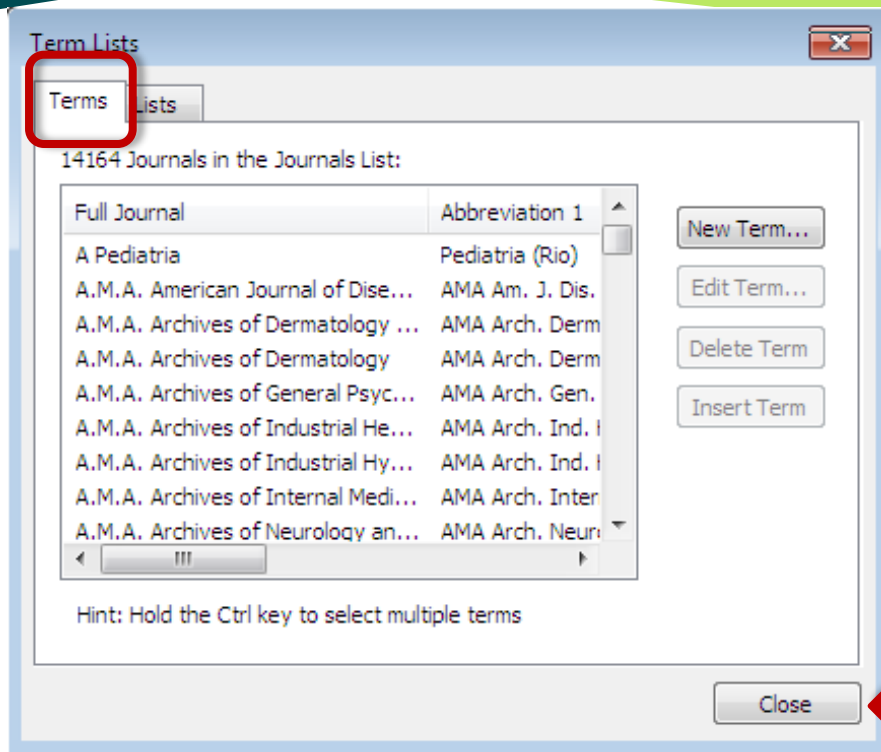 Term Lists
Terms Lists
14164 Journals in the Journals List:
Full Journal Abbreviation 1
A Pediatria Pediatria (Rio)
A.M.A. American Journal of Dise... AMA Am. J. Dis.
A.M.A. Archives of Dermatology ... AMA Arch. Derm
A.M.A. Archives of Dermatology AMA Arch. Derm
A.M.A. Archives of General Psyc... AMA Arch. Gen.
A.M.A. Archives of Industrial He... AMA Arch. Ind.
A.M.A. Archives of Industrial Hy... AMA Arch. Ind.
A.M.A. Archives of Internal Medi... AMA Arch. Inter
A.M.A. Archives of Neurology an... AMA Arch. Neur
New Term...
Edit Term...
Delete Term
Insert Term
Hint: Hold the Ctrl key to select multiple terms
Close